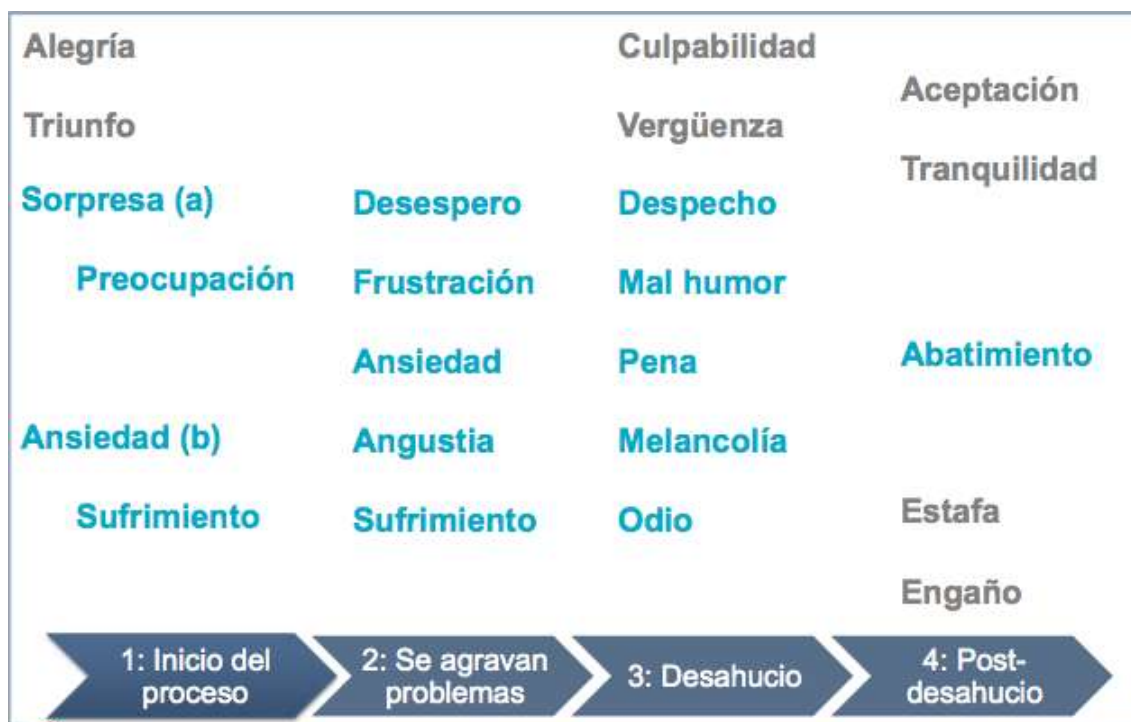 Alegría
Triunfo
Sorpresa (a)
Preocupación
Ansiedad (b)
Sufrimiento
Desespero
Frustración
Ansiedad
Angustia
Sufrimiento
Culpabilidad
Vergüenza
Despecho
Mal humor
Pena
Melancolía
Odio
Aceptación
Tranquilidad
Abatimiento
Estafa
Engaño
1: Inicio del
proceso
2: Se agravan
problemas
3: Desahucio
4: Post-
desahucio